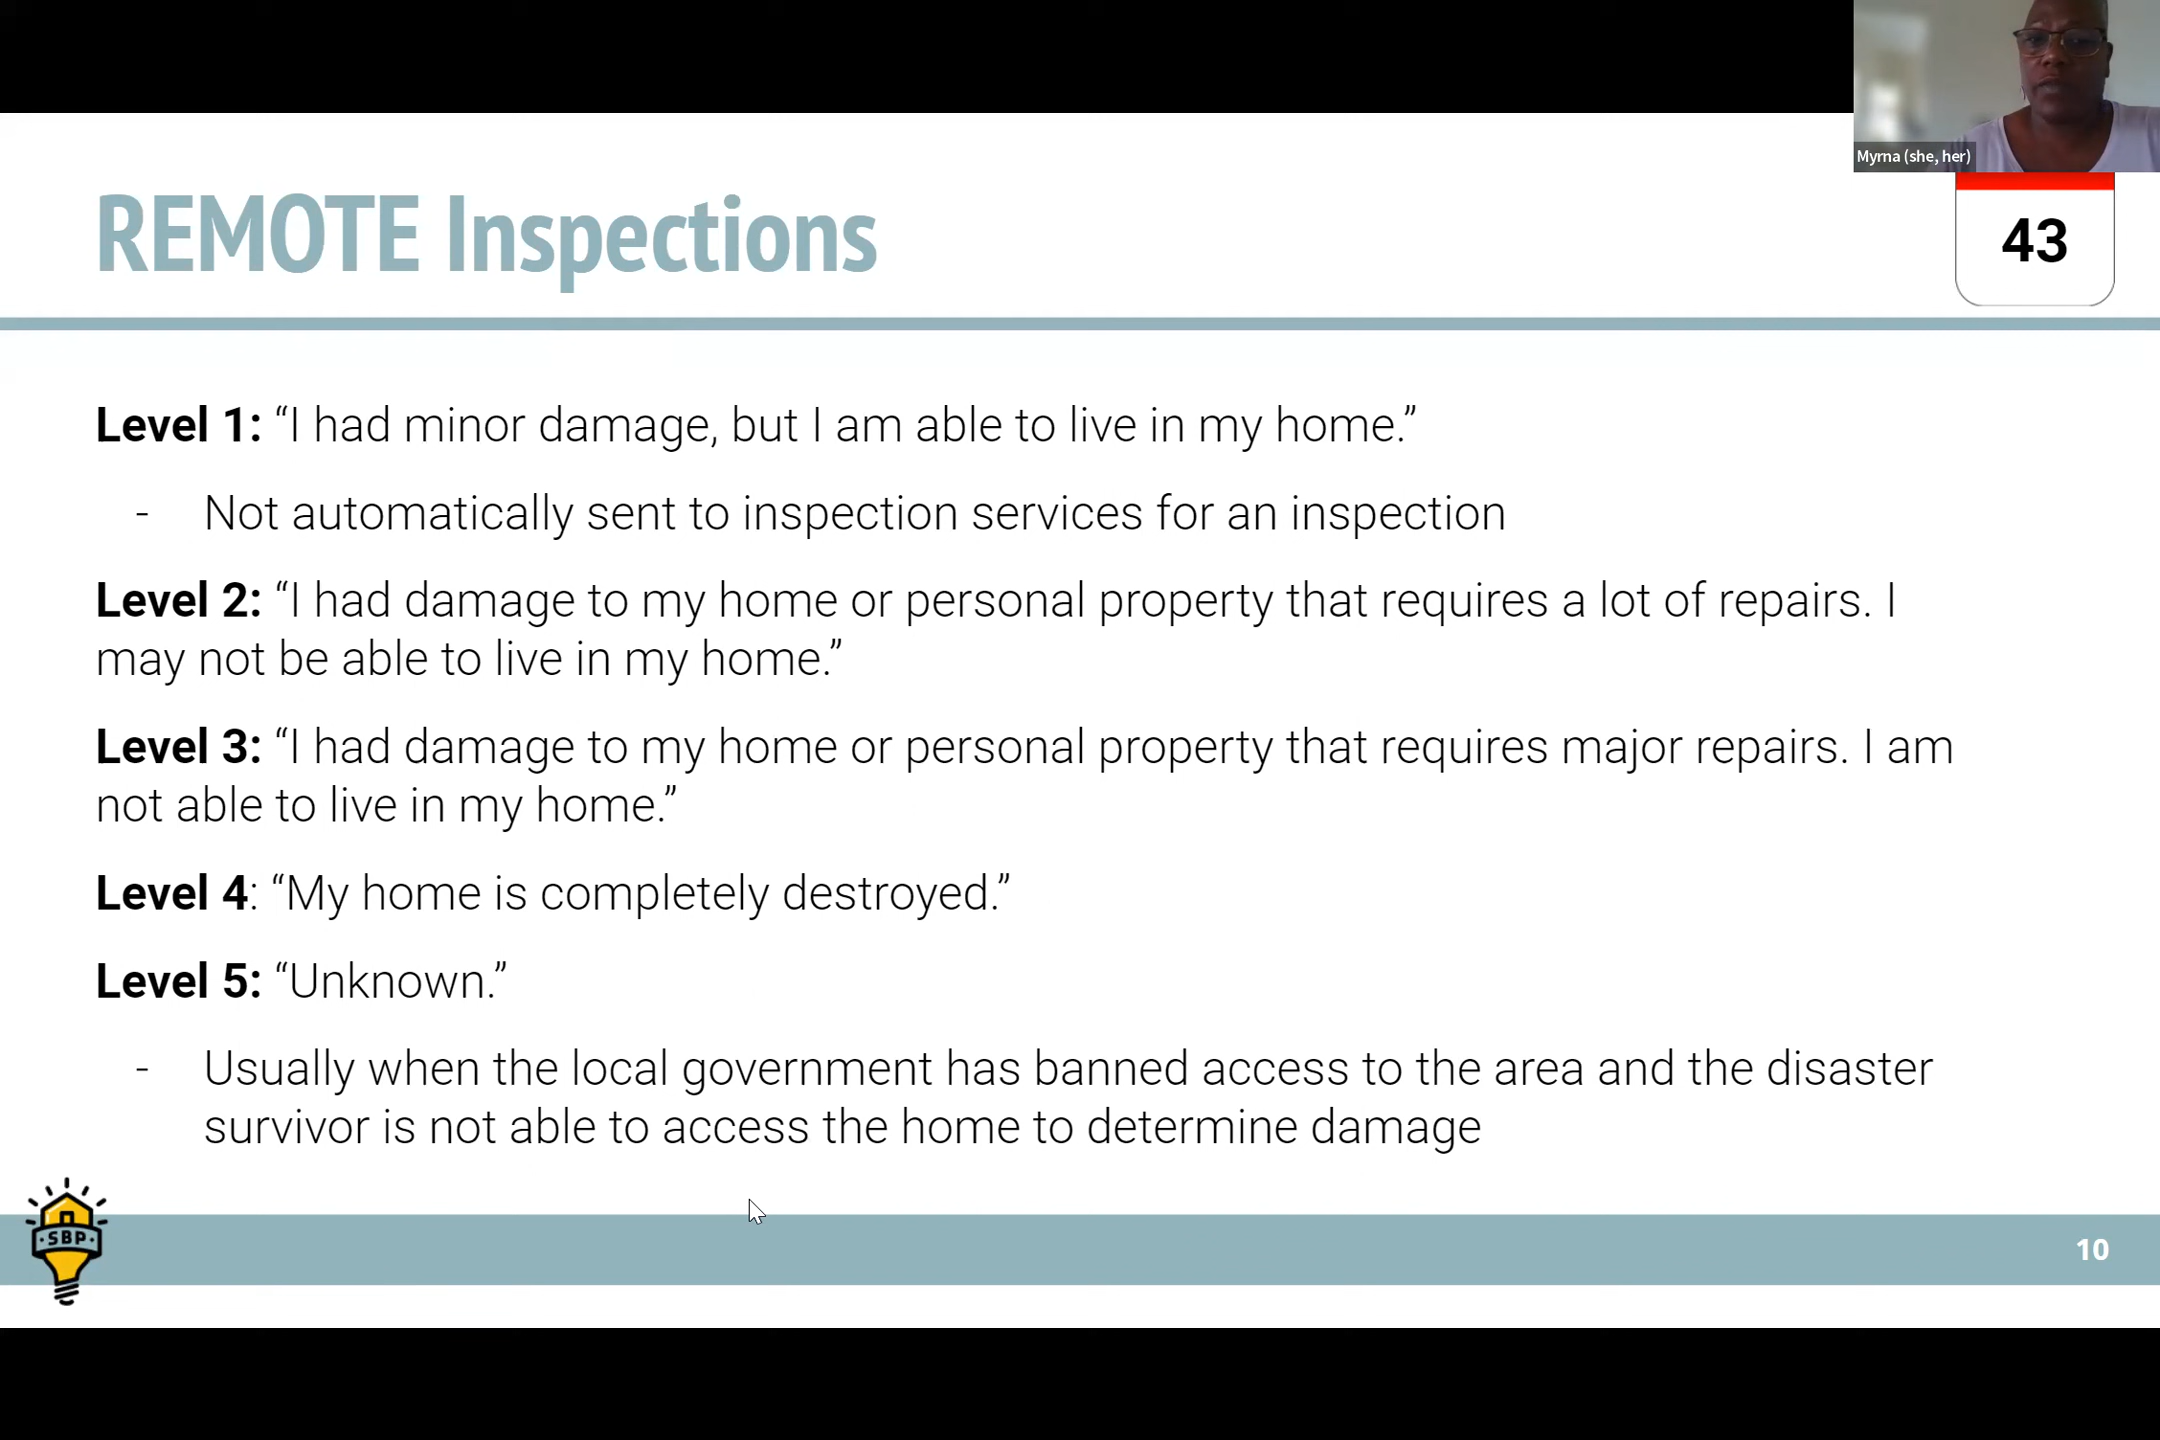 Myrna (she, her)
REMOTE Inspections
43
Level 1: “I had minor damage, but I am able to live in my home.”
- Not automatically sent to inspection services for an inspection
Level 2: “I had damage to my home or personal property that requires a lot of repairs. I
may not be able to live in my home.”
Level 3: “I had damage to my home or personal property that requires major repairs. I am
not able to live in my home.”
Level 4: “My home is completely destroyed.”
Level 5: “Unknown.”
- Usually when the local government has banned access to the area and the disaster
survivor is not able to access the home to determine damage
·SBP·
10